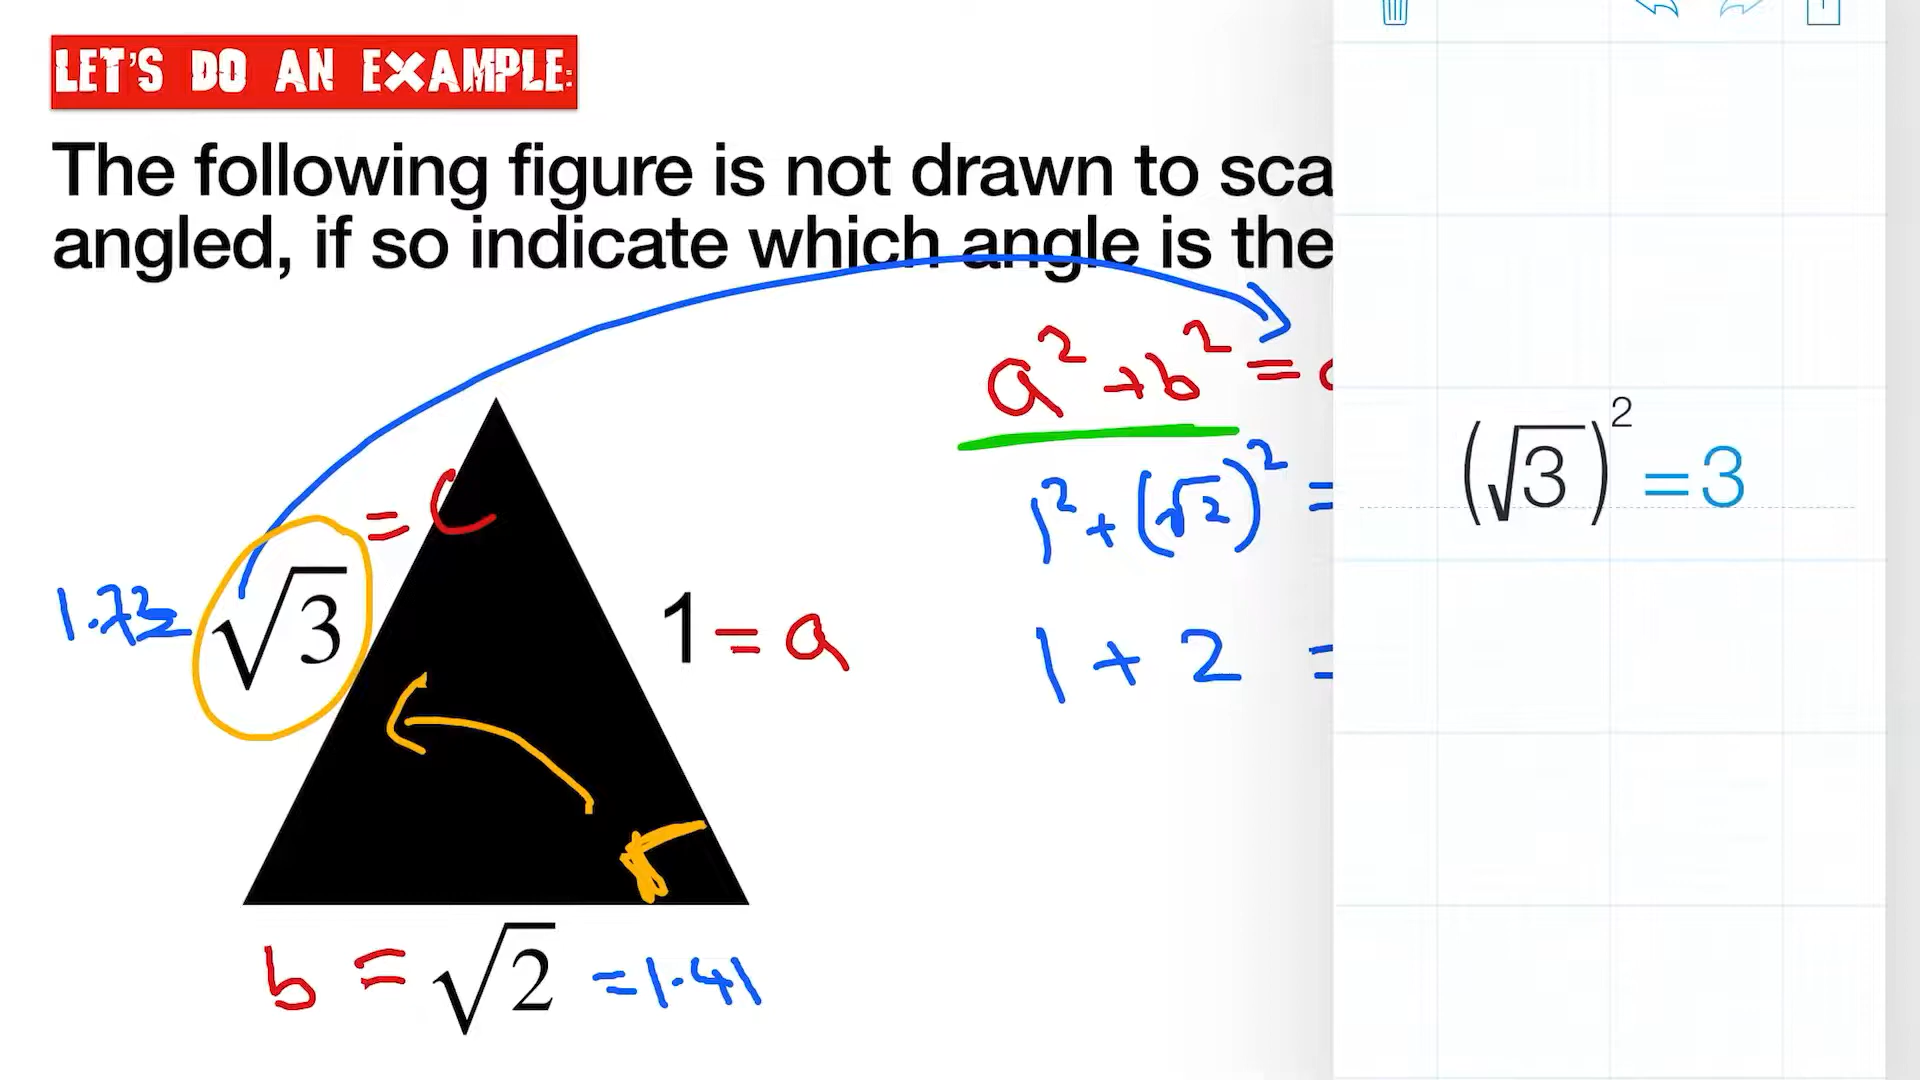 LET'S DO AN EXAMPLE:
The following figure is not drawn to sca
angled, if so indicate which angle is the
a² + b² =
1² + (√2)² =
1 + 2 =
(√3)² = 3
= c
1.73
√3
1 = a
b = √2 = 1.41